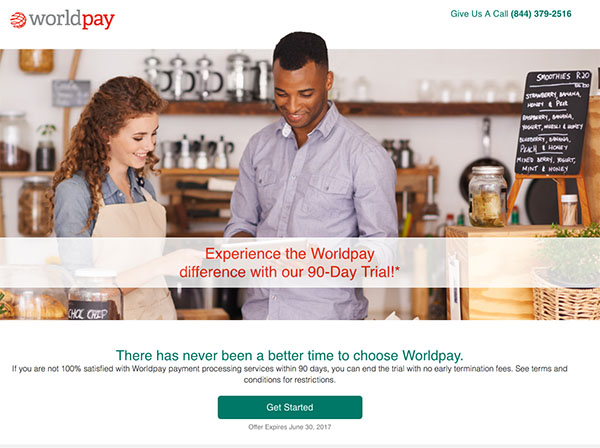 worldpay
Give Us A Call (844) 379-2516
SMOOTHIES R20
STRAWBERRY, BANANA,
HONEY & PEER
RASPBERRY, BANANA,
YOGURT, MUESLI & HONEY
BLUEBERRY, BANANA,
PEACH & HONEY
MIXED BERRY, YOGURT,
MINT & HONEY
Experience the Worldpay
difference with our 90-Day Trial!*
CHOC CHIP
There has never been a better time to choose Worldpay.
If you are not 100% satisfied with Worldpay payment processing services within 90 days, you can end the trial with no early termination fees. See terms and
conditions for restrictions.
Get Started
Offer Expires June 30, 2017